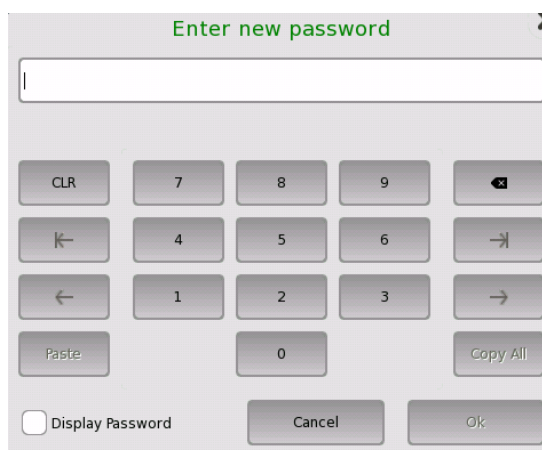 Enter new password
CLR 7 8 9
4 5 6
1 2 3
Paste 0 Copy All
Display Password Cancel Ok